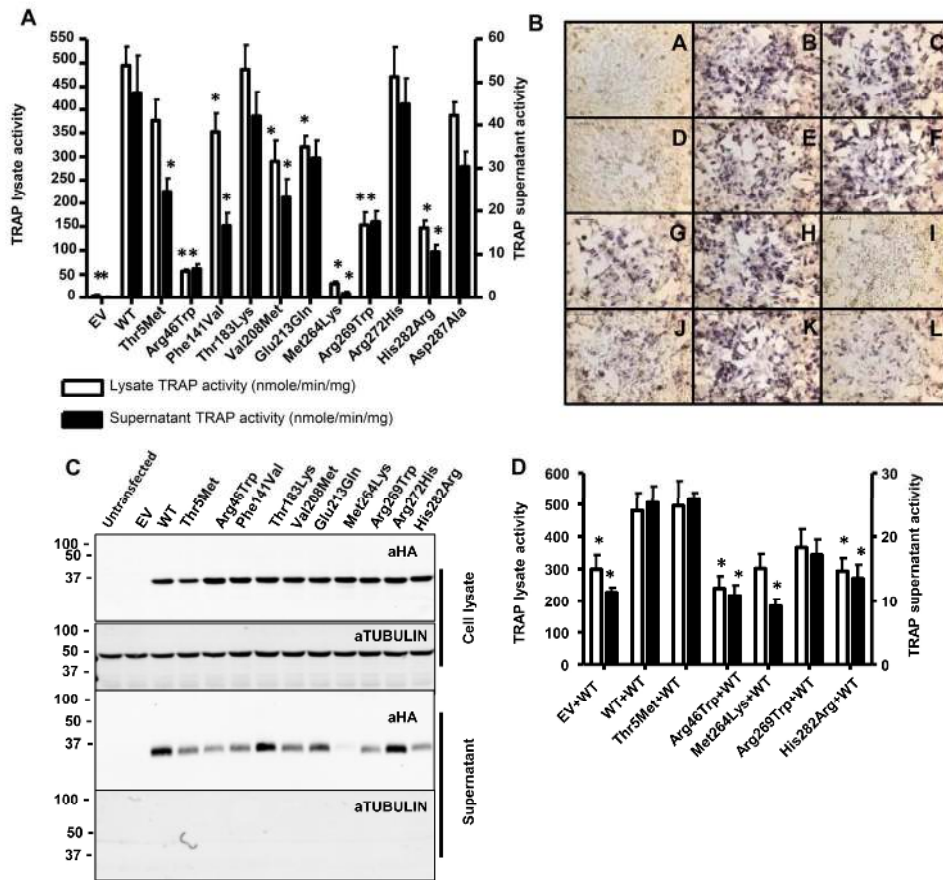 A
TRAP lysate activity
550
500
450
400
350
300
250
200
150
100
50
0
60
50
40
30
20
10
0
TRAP supernatant activity
**
*
**
*
*
*
*
*
*
*
**
*
*
EV
WT
Thr5Met
Arg46Trp
Phe141Val
Thr183Lys
Val208Met
Glu213Gln
Met264Lys
Arg269Trp
Arg272His
His282Arg
Asp287Ala
Lysate TRAP activity (nmole/min/mg)
Supernatant TRAP activity (nmole/min/mg)
B
A
B
C
D
E
F
G
H
I
J
K
L
C
Untransfected
EV
WT
Thr5Met
Arg46Trp
Phe141Val
Thr183Lys
Val208Met
Glu213Gln
Met264Lys
Arg269Trp
Arg272His
His282Arg
100 -
50 -
37 -
aHA
100 -
50 -
37 -
aTUBULIN
Cell lysate
100 -
50 -
37 -
aHA
100 -
50 -
37 -
aTUBULIN
Supernatant
D
TRAP lysate activity
600
500
400
300
200
100
0
30
20
10
0
TRAP supernatant activity
*
*
*
*
*
*
*
EV+WT
WT+WT
Thr5Met+WT
Arg46Trp+WT
Met264Lys+WT
Arg269Trp+WT
His282Arg+WT